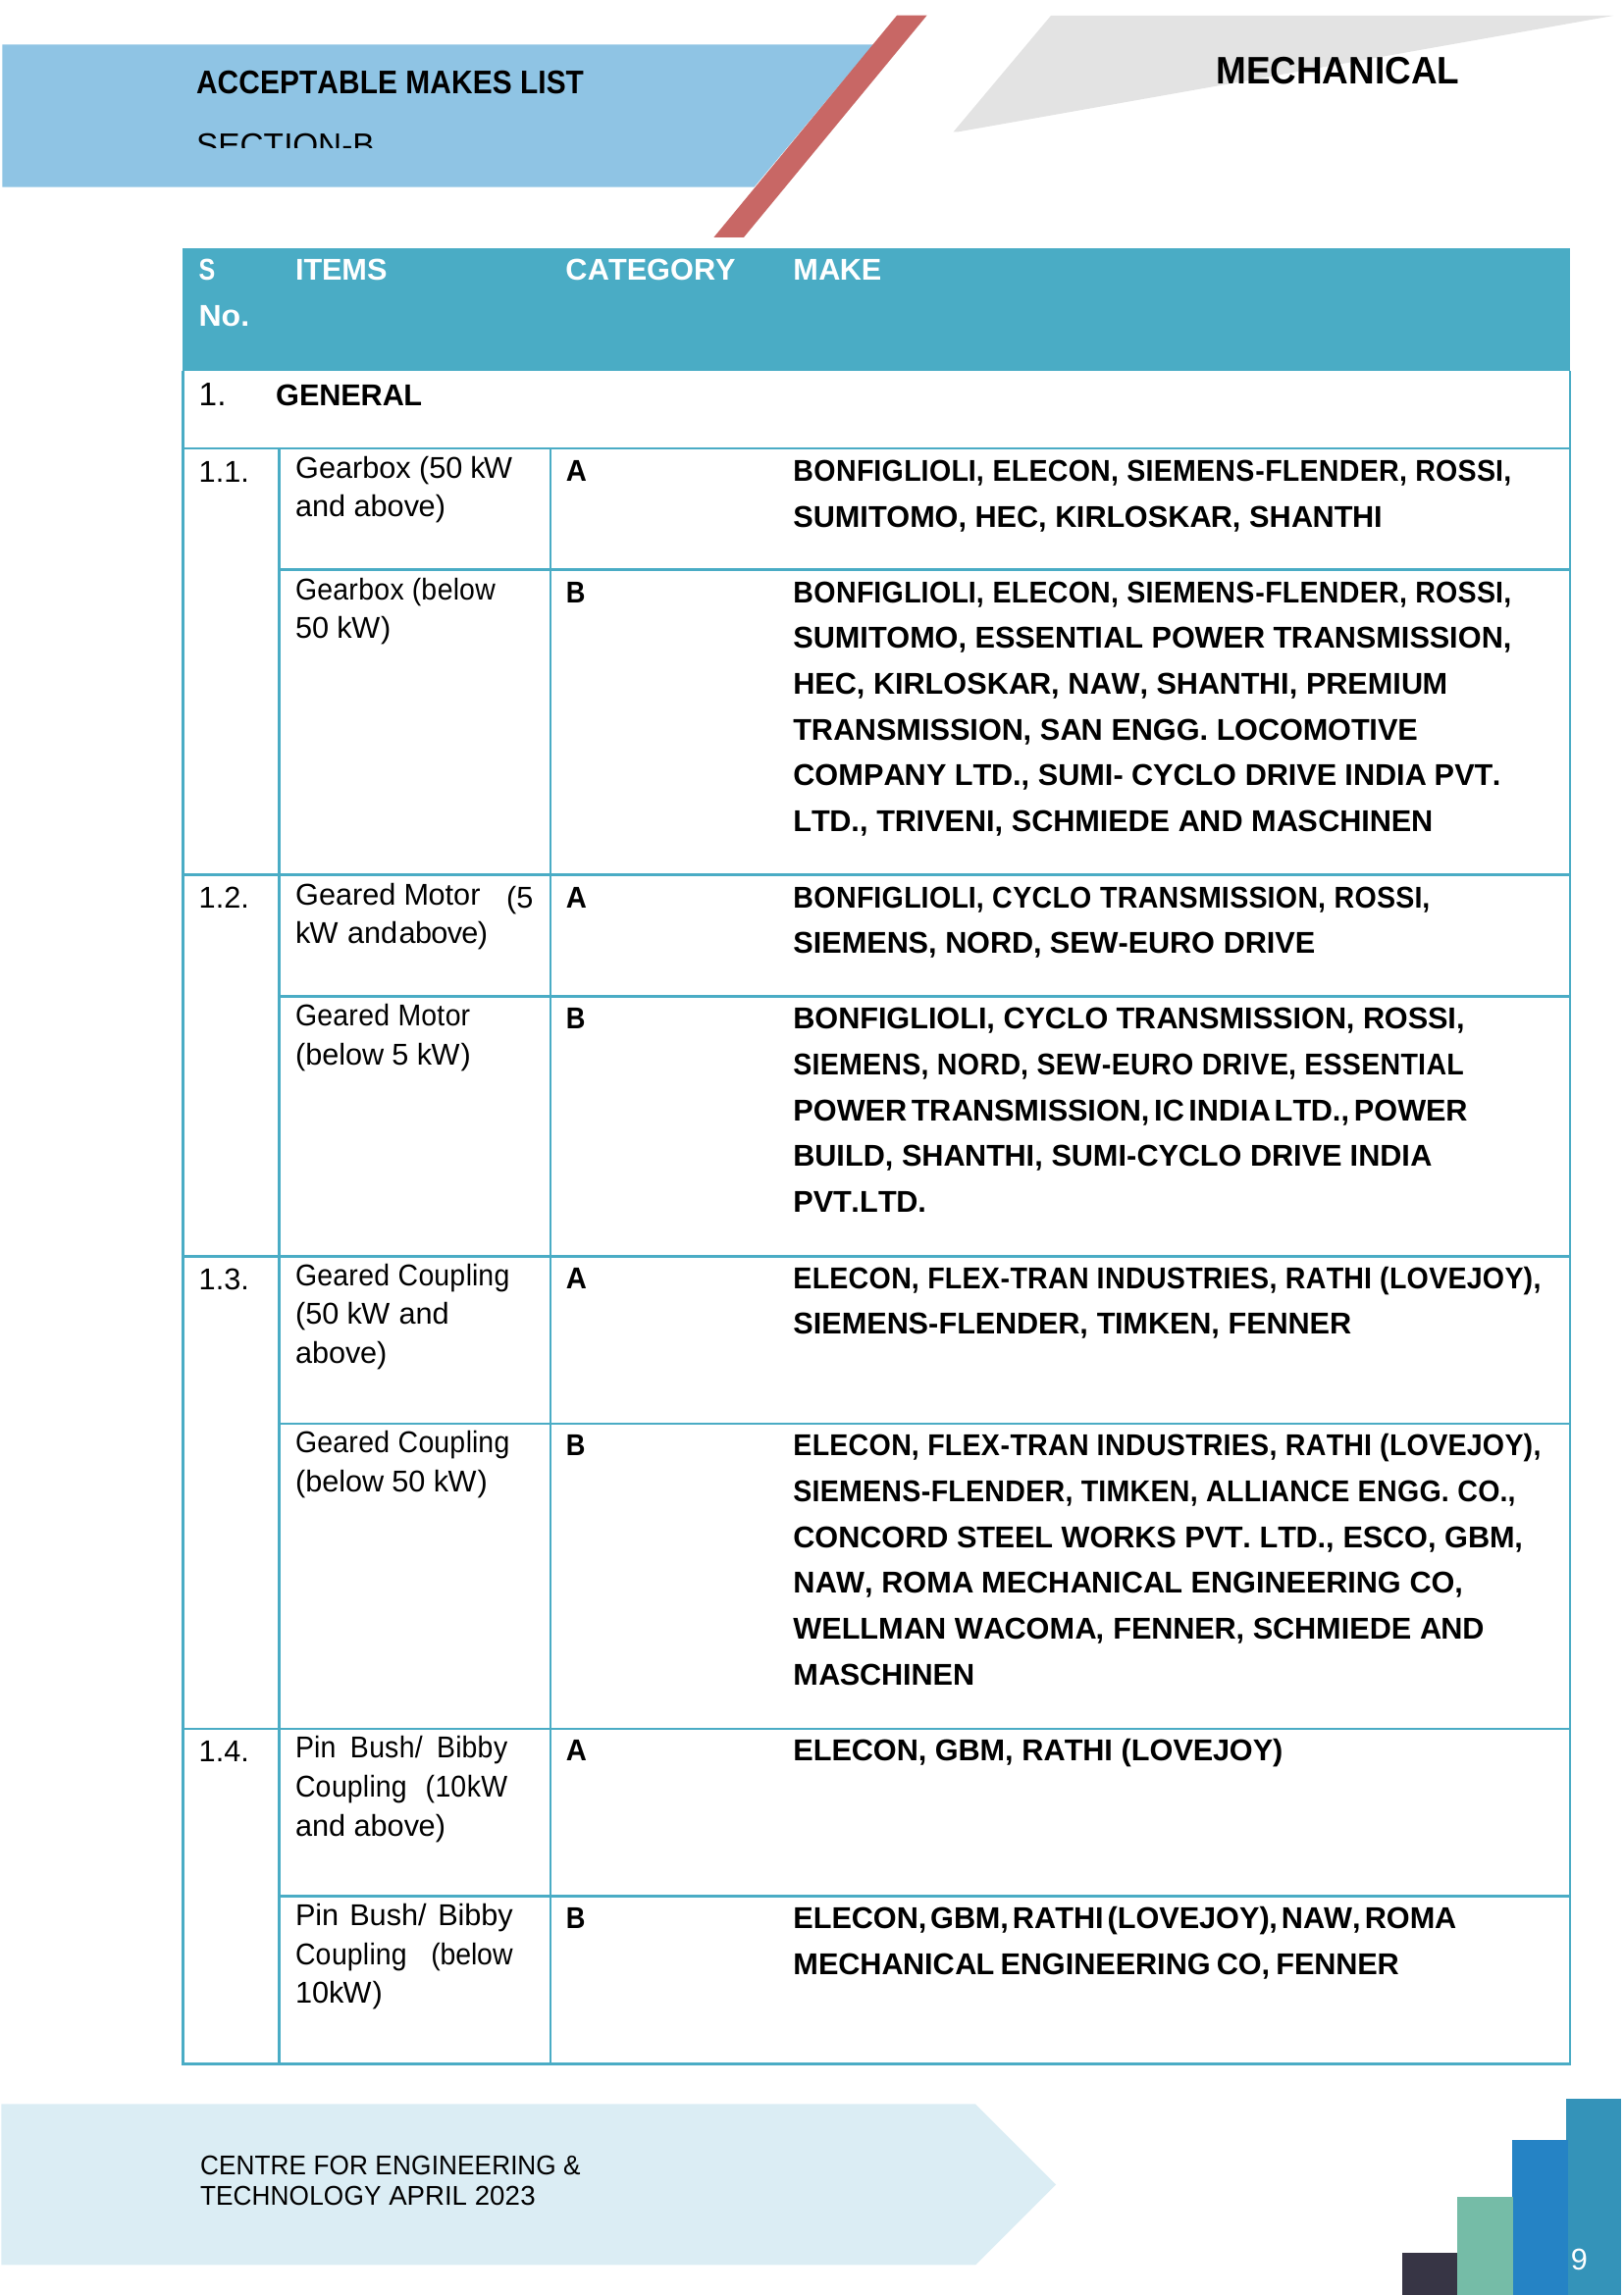 ACCEPTABLE MAKES LIST
MECHANICAL
SECTION-B
S ITEMS CATEGORY MAKE
No.
1. GENERAL
1.1. Gearbox (50 kW and above) A BONFIGLIOLI, ELECON, SIEMENS-FLENDER, ROSSI,
SUMITOMO, HEC, KIRLOSKAR, SHANTHI
Gearbox (below 50 kW) B BONFIGLIOLI, ELECON, SIEMENS-FLENDER, ROSSI,
SUMITOMO, ESSENTIAL POWER TRANSMISSION,
HEC, KIRLOSKAR, NAW, SHANTHI, PREMIUM
TRANSMISSION, SAN ENGG. LOCOMOTIVE
COMPANY LTD., SUMI- CYCLO DRIVE INDIA PVT.
LTD., TRIVENI, SCHMIEDE AND MASCHINEN
1.2. Geared Motor (5 kW andabove) A BONFIGLIOLI, CYCLO TRANSMISSION, ROSSI,
SIEMENS, NORD, SEW-EURO DRIVE
Geared Motor (below 5 kW) B BONFIGLIOLI, CYCLO TRANSMISSION, ROSSI,
SIEMENS, NORD, SEW-EURO DRIVE, ESSENTIAL
POWER TRANSMISSION, IC INDIA LTD., POWER
BUILD, SHANTHI, SUMI-CYCLO DRIVE INDIA
PVT.LTD.
1.3. Geared Coupling (50 kW and above) A ELECON, FLEX-TRAN INDUSTRIES, RATHI (LOVEJOY),
SIEMENS-FLENDER, TIMKEN, FENNER
Geared Coupling (below 50 kW) B ELECON, FLEX-TRAN INDUSTRIES, RATHI (LOVEJOY),
SIEMENS-FLENDER, TIMKEN, ALLIANCE ENGG. CO.,
CONCORD STEEL WORKS PVT. LTD., ESCO, GBM,
NAW, ROMA MECHANICAL ENGINEERING CO,
WELLMAN WACOMA, FENNER, SCHMIEDE AND
MASCHINEN
1.4. Pin Bush/ Bibby Coupling (10kW and above) A ELECON, GBM, RATHI (LOVEJOY)
Pin Bush/ Bibby Coupling (below 10kW) B ELECON, GBM, RATHI (LOVEJOY), NAW, ROMA
MECHANICAL ENGINEERING CO, FENNER
CENTRE FOR ENGINEERING &
TECHNOLOGY APRIL 2023
9